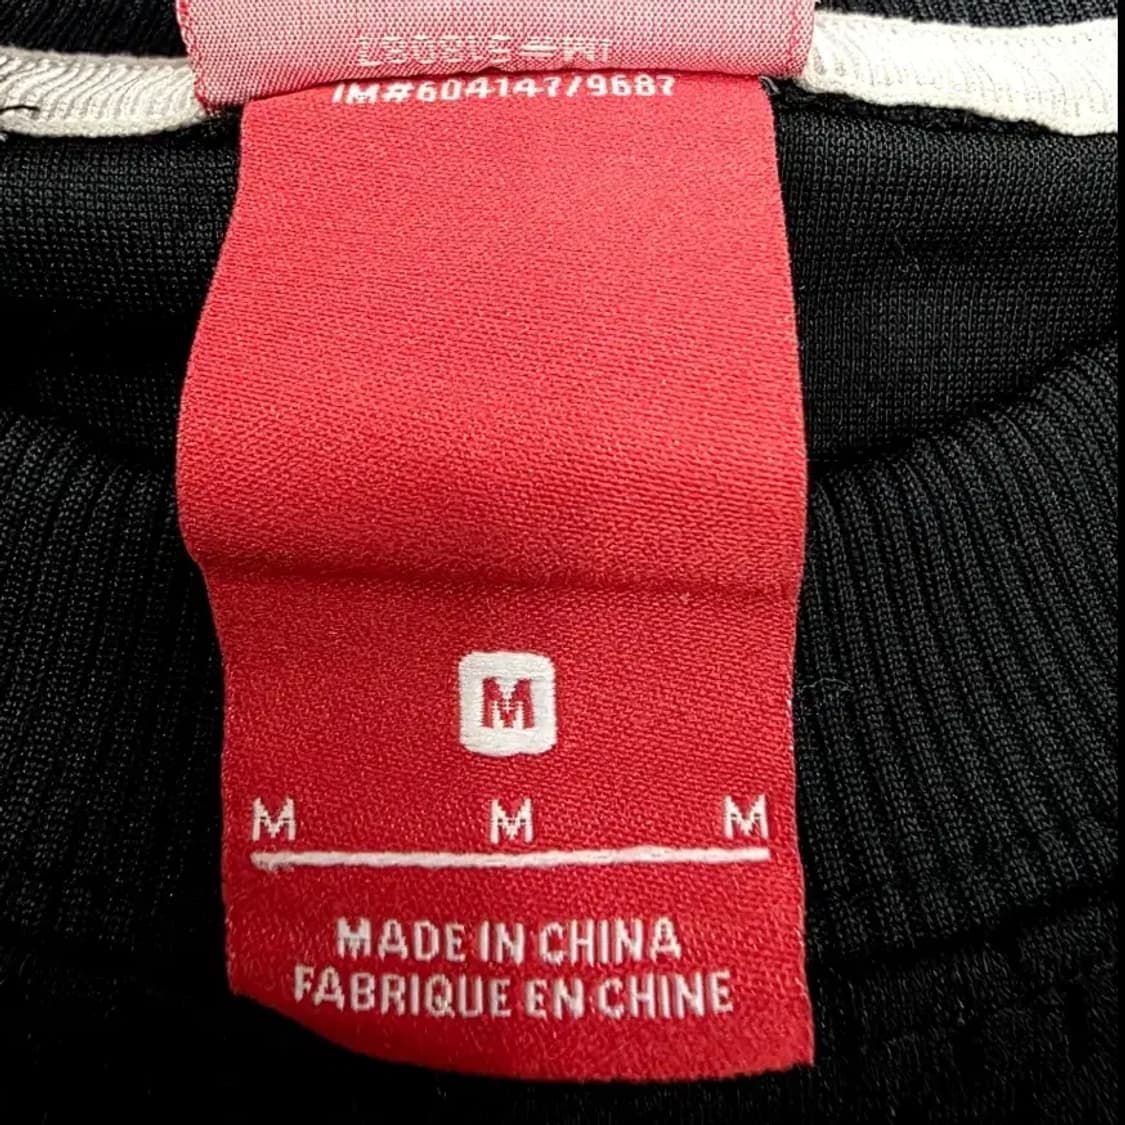 IM#604147/9687
M
M M M
MADE IN CHINA
FABRIQUE EN CHINE